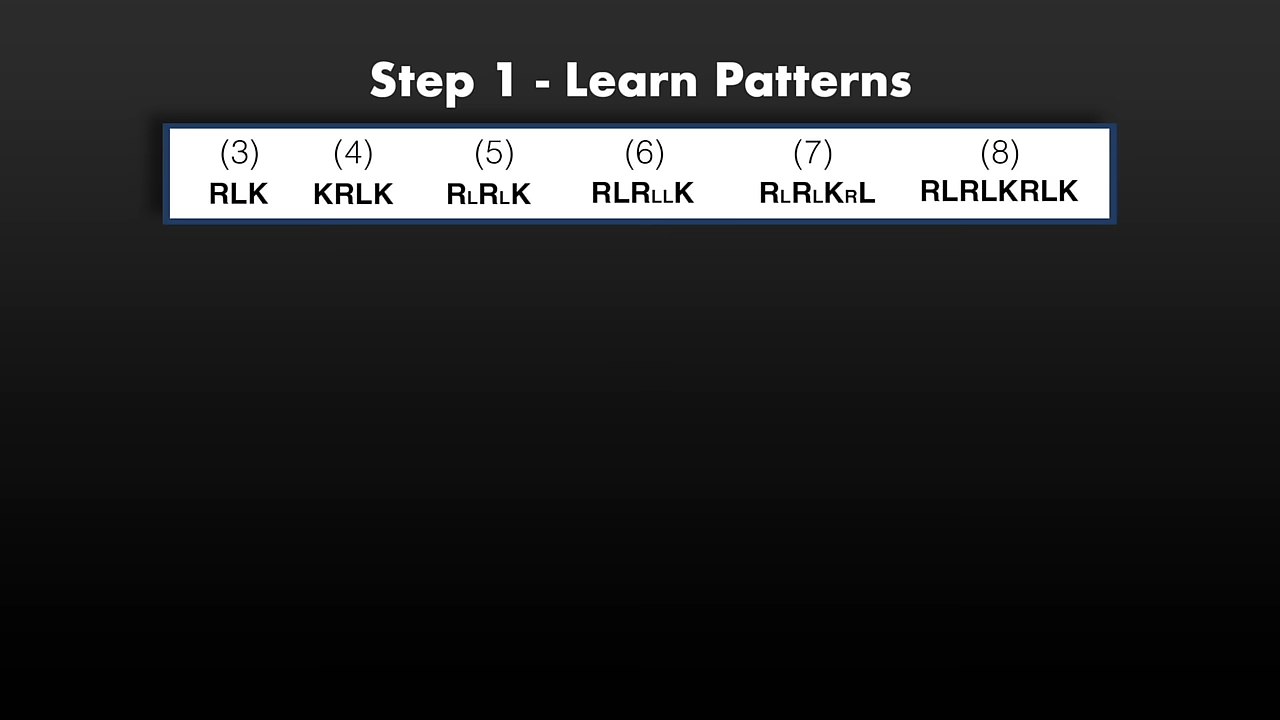 Step 1 - Learn Patterns
(3) (4) (5) (6) (7) (8)
RLK KRLK RLRLK RLRLLK RLRLKRL RLRLKRLK